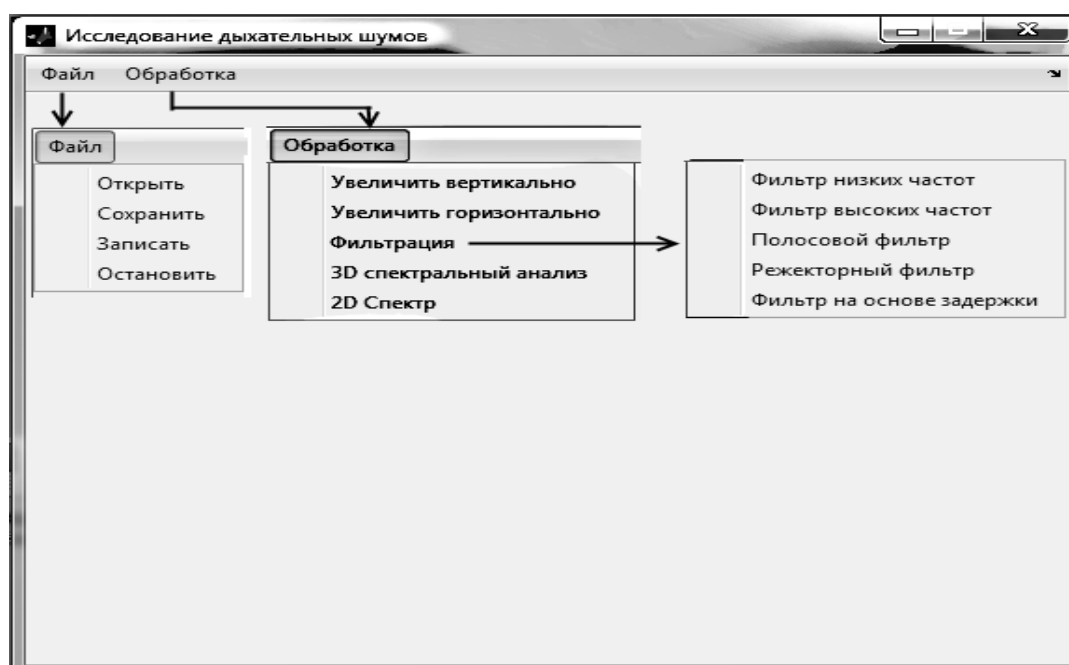 Исследование дыхательных шумов
Файл Обработка
Файл
Открыть
Сохранить
Записать
Остановить
Обработка
Увеличить вертикально
Увеличить горизонтально
Фильтрация
3D спектральный анализ
2D Спектр
Фильтр низких частот
Фильтр высоких частот
Полосовой фильтр
Режекторный фильтр
Фильтр на основе задержки